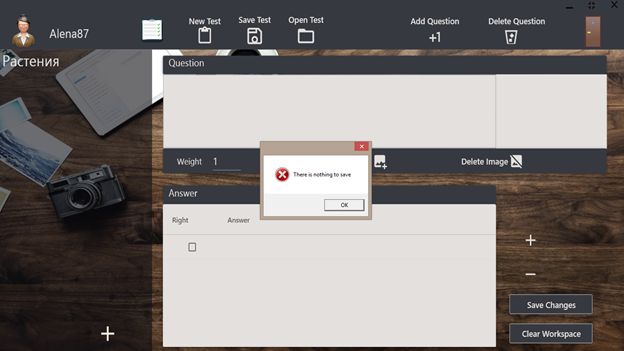 Alena87
New Test
Save Test
Open Test
Add Question
+1
Delete Question
Растения
Question
Weight 1
Delete Image
There is nothing to save
OK
Answer
Right Answer
Save Changes
Clear Workspace